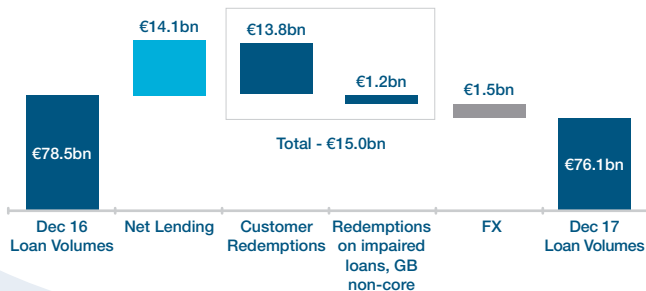 €14.1bn
€13.8bn
€1.2bn
€1.5bn
Total - €15.0bn
€78.5bn
€76.1bn
Dec 16
Loan Volumes
Net Lending
Customer
Redemptions
Redemptions
on impaired
loans, GB
non-core
FX
Dec 17
Loan Volumes